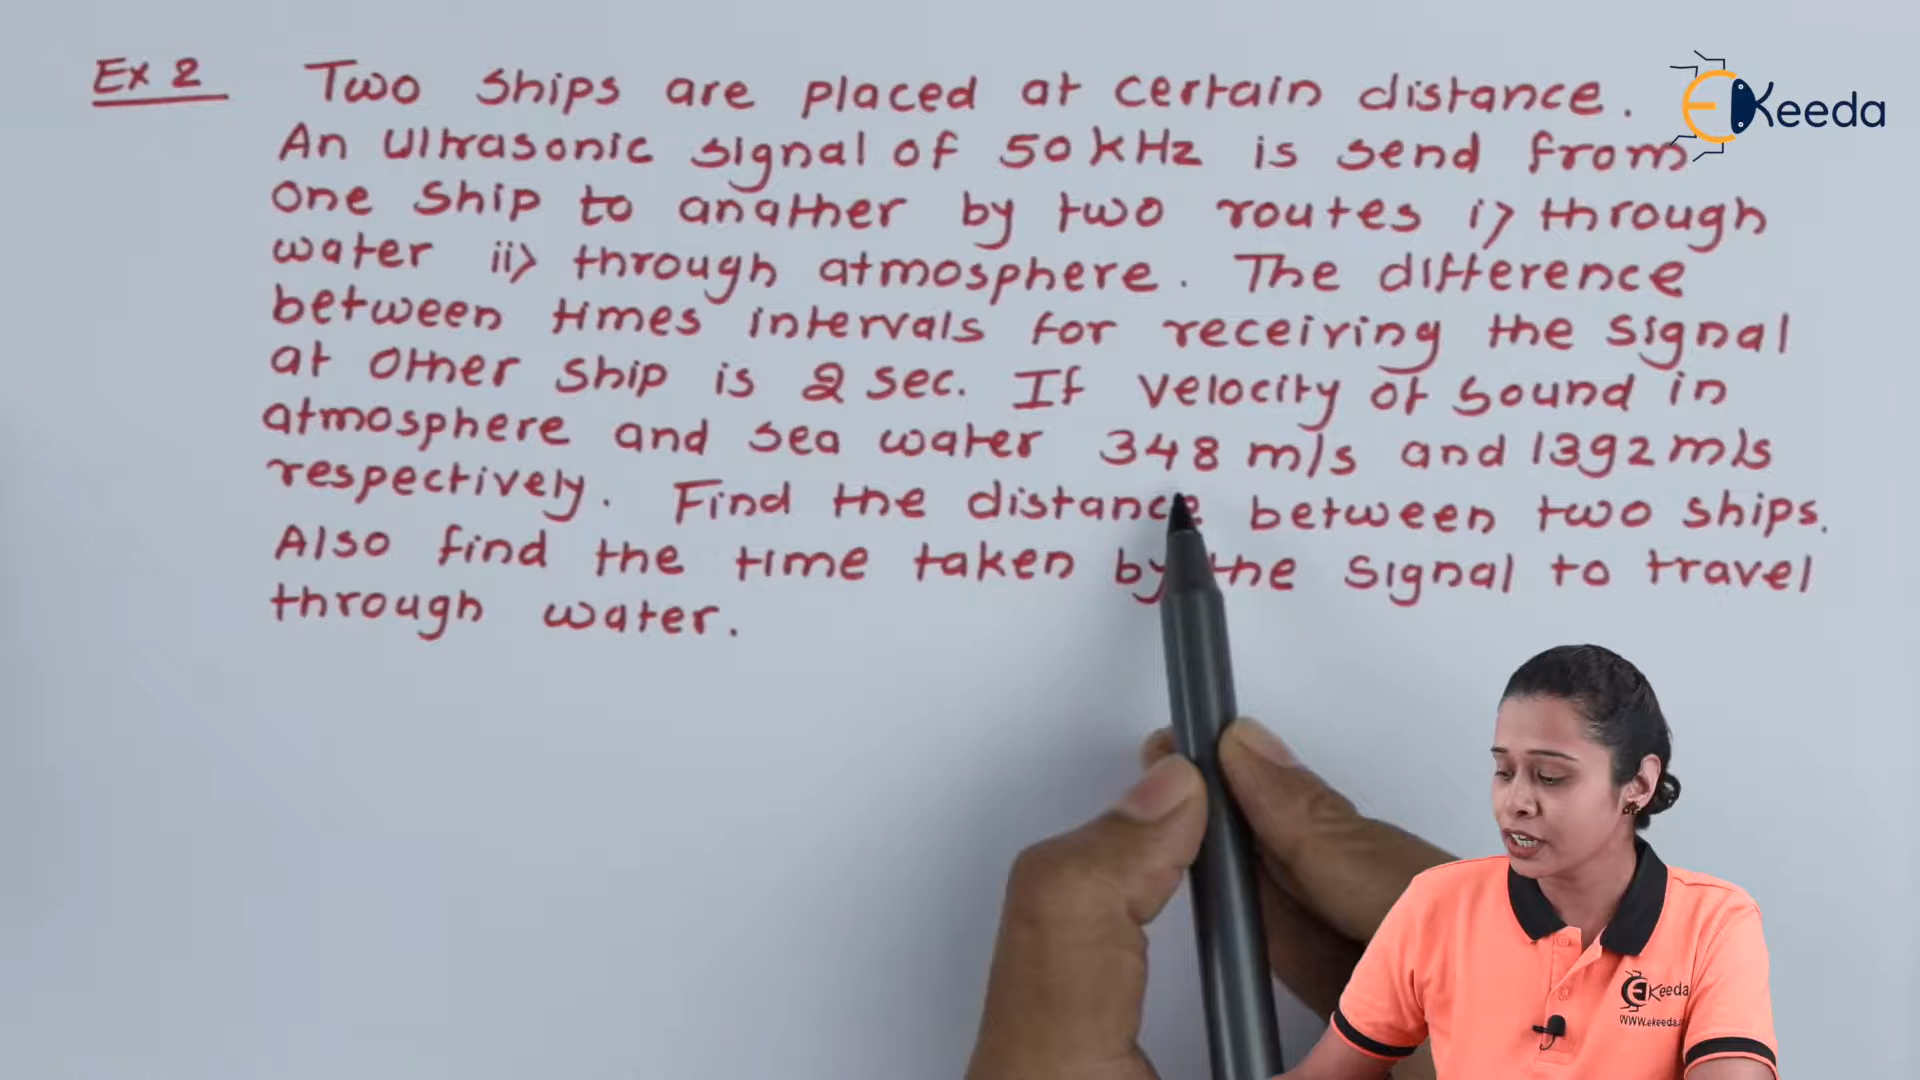 Ex 2 Two Ships are placed at certain distance.
An Ultrasonic signal of 50 kHz is send from
one ship to anather by two routes i) through
water ii) through atmosphere. The difference
between times intervals for receiving the signal
at other ship is 2 sec. If velocity of sound in
atmosphere and sea water 348 m/s and 1392 m/s
respectively. Find the distance between two ships.
Also find the time taken by the signal to travel
through water.
EKeeda
EKeeda